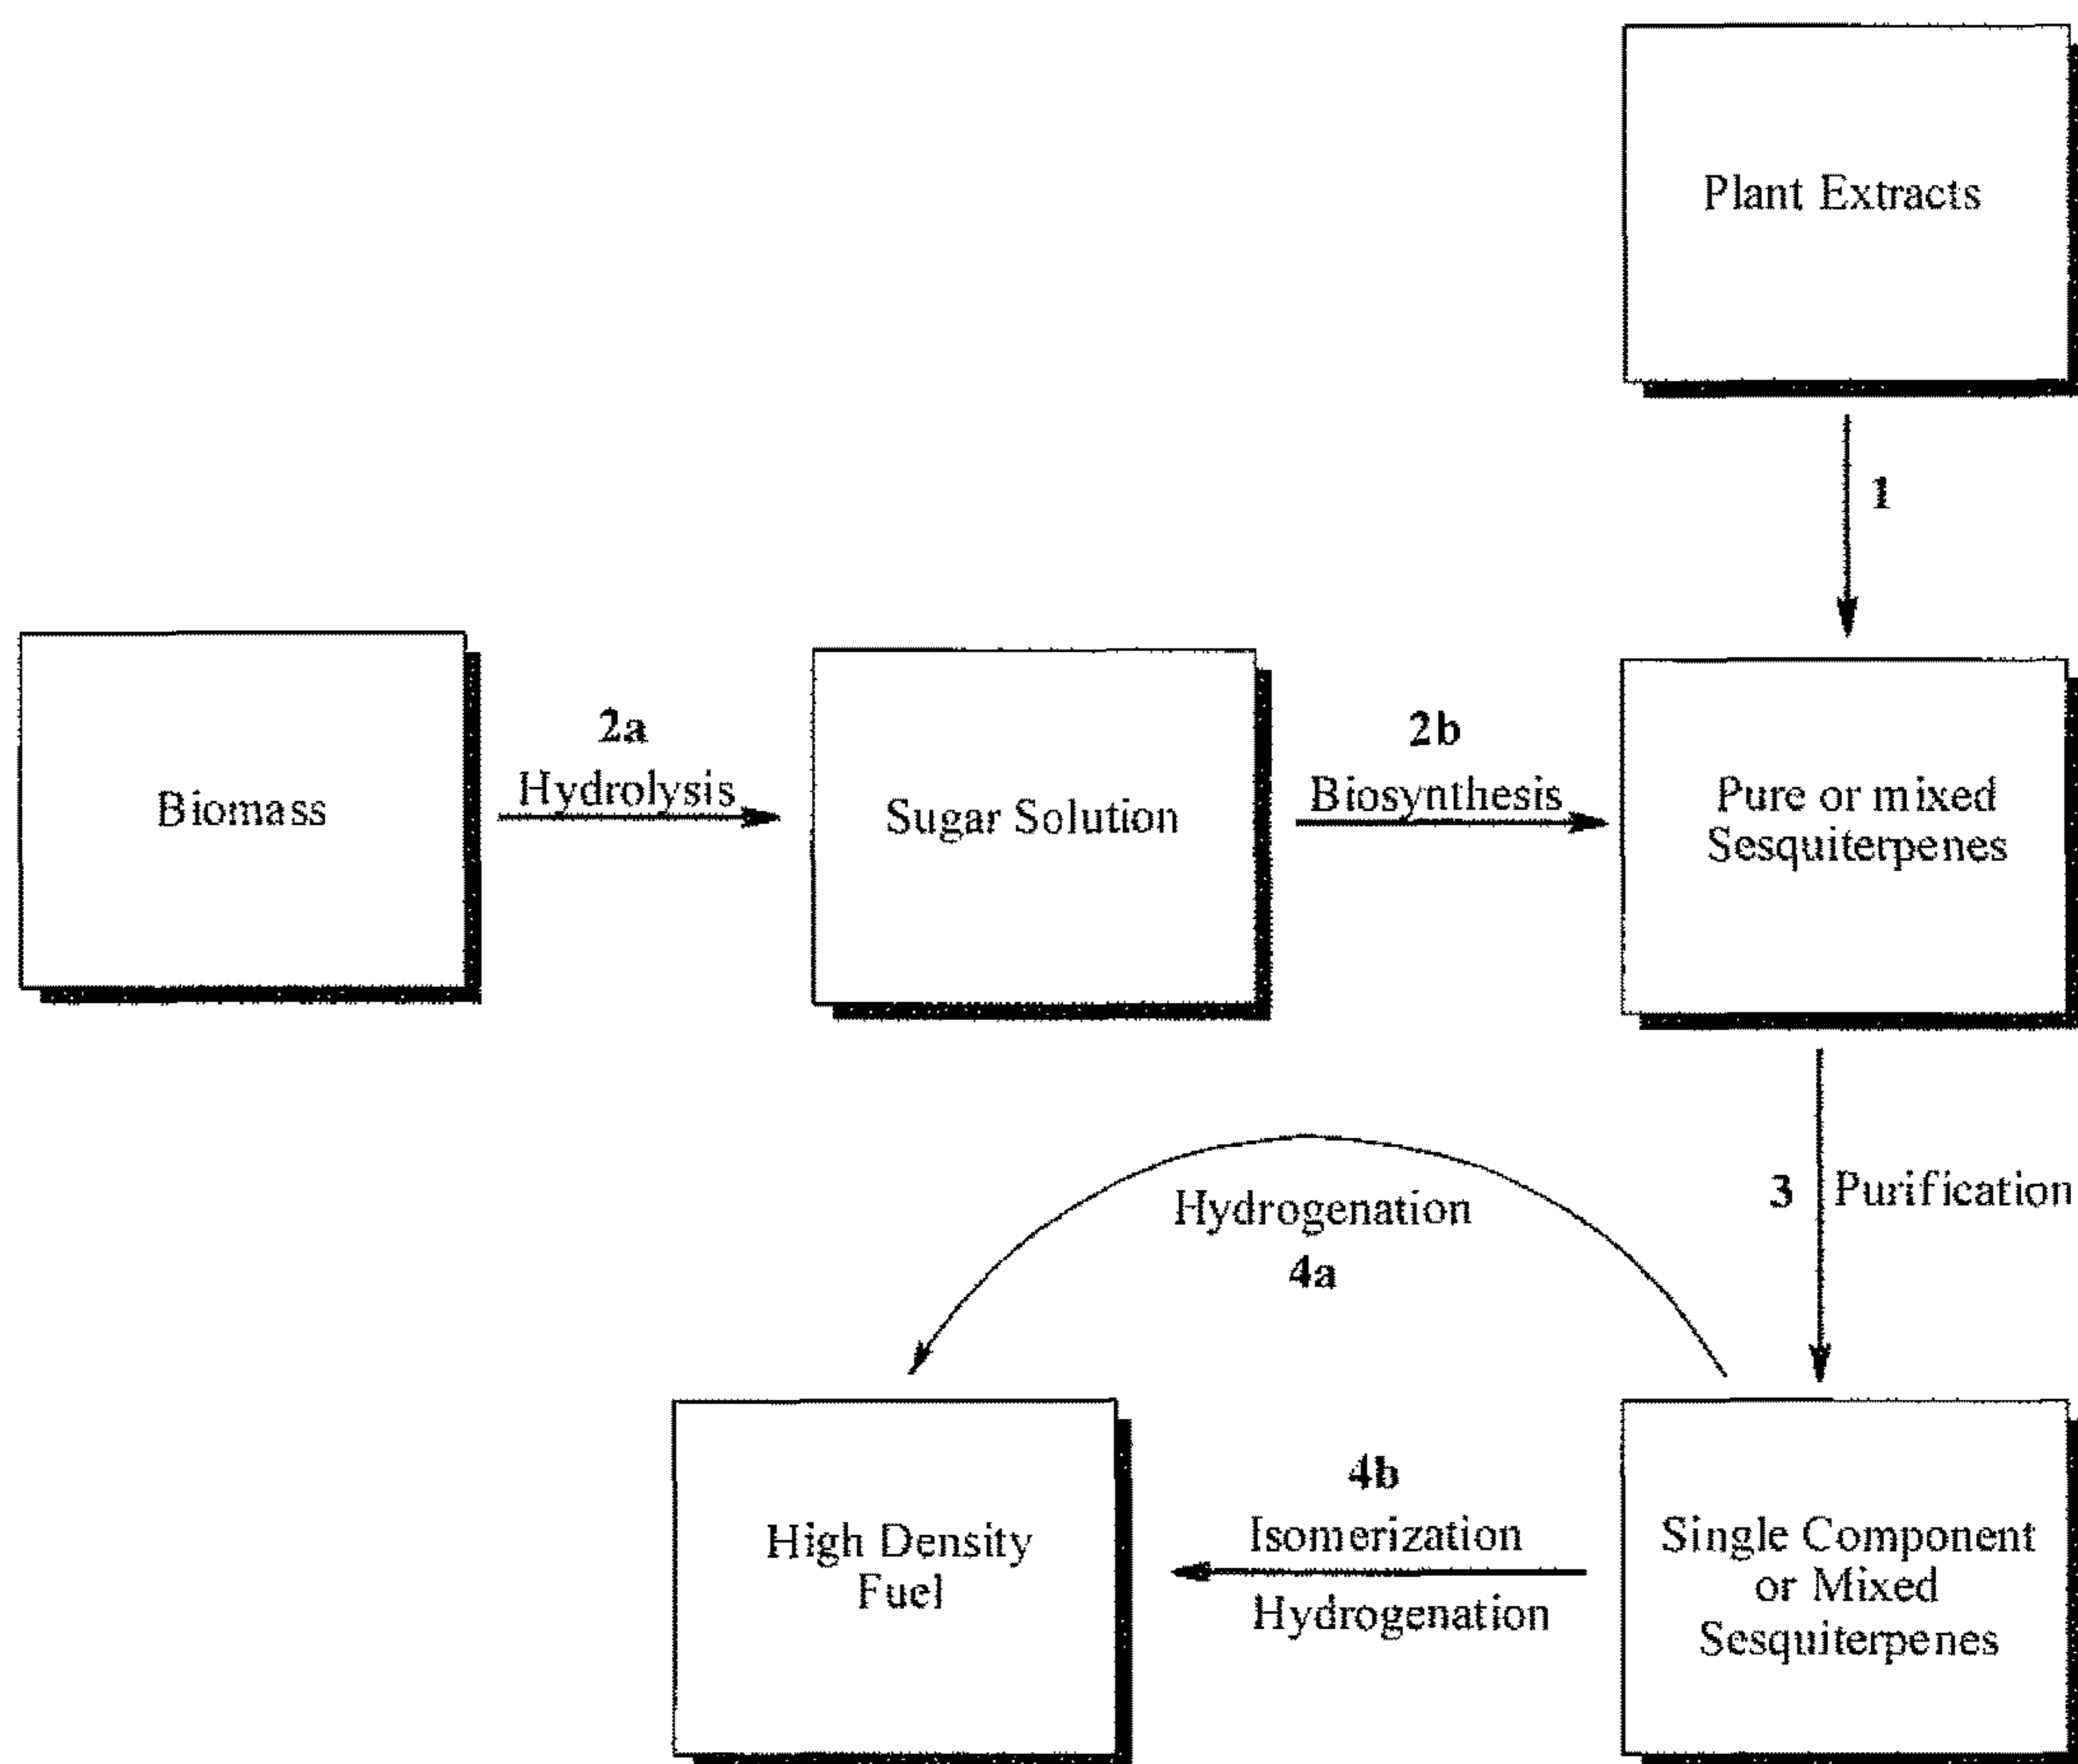 Plant Extracts
1
Biomass
2a
Hydrolysis
Sugar Solution
2b
Biosynthesis
Pure or mixed
Sesquiterpenes
3 Purification
Hydrogenation
4a
High Density
Fuel
4b
Isomerization
Hydrogenation
Single Component
or Mixed
Sesquiterpenes